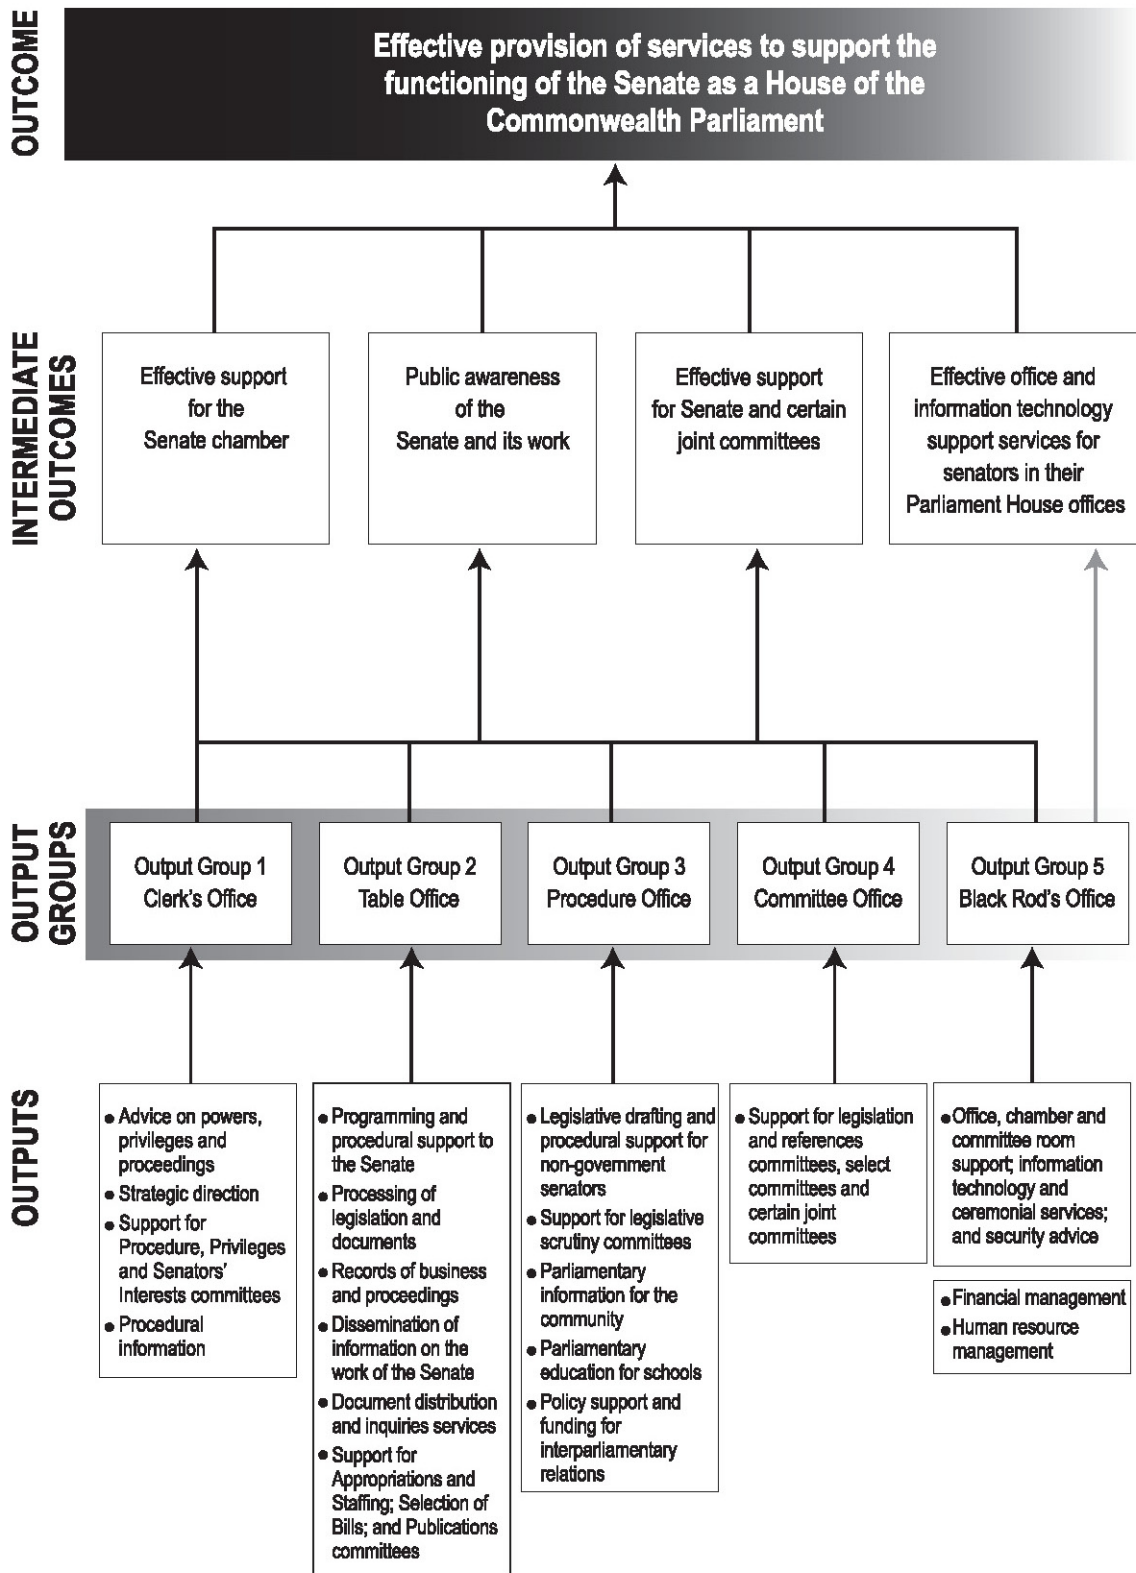 OUTCOME
Effective provision of services to support the
functioning of the Senate as a House of the
Commonwealth Parliament
INTERMEDIATE
OUTCOMES
Effective support
for the
Senate chamber
Public awareness
of the
Senate and its work
Effective support
for Senate and certain
joint committees
Effective office and
information technology
support services for
senators in their
Parliament House offices
OUTPUT
GROUPS
Output Group 1
Clerk's Office
Output Group 2
Table Office
Output Group 3
Procedure Office
Output Group 4
Committee Office
Output Group 5
Black Rod's Office
OUTPUTS
● Advice on powers,
privileges and
proceedings
● Strategic direction
● Support for
Procedure, Privileges
and Senators'
Interests committees
● Procedural
information
● Programming and
procedural support to
the Senate
● Processing of
legislation and
documents
● Records of business
and proceedings
● Dissemination of
information on the
work of the Senate
● Document distribution
and inquiries services
● Support for
Appropriations and
Staffing; Selection of
Bills; and Publications
committees
● Legislative drafting and
procedural support for
non-government
senators
● Support for legislative
scrutiny committees
● Parliamentary
information for the
community
● Parliamentary
education for schools
● Policy support and
funding for
interparliamentary
relations
● Support for legislation
and references
committees, select
committees and
certain joint
committees
● Office, chamber and
committee room
support; information
technology and
ceremonial services;
and security advice
● Financial management
● Human resource
management